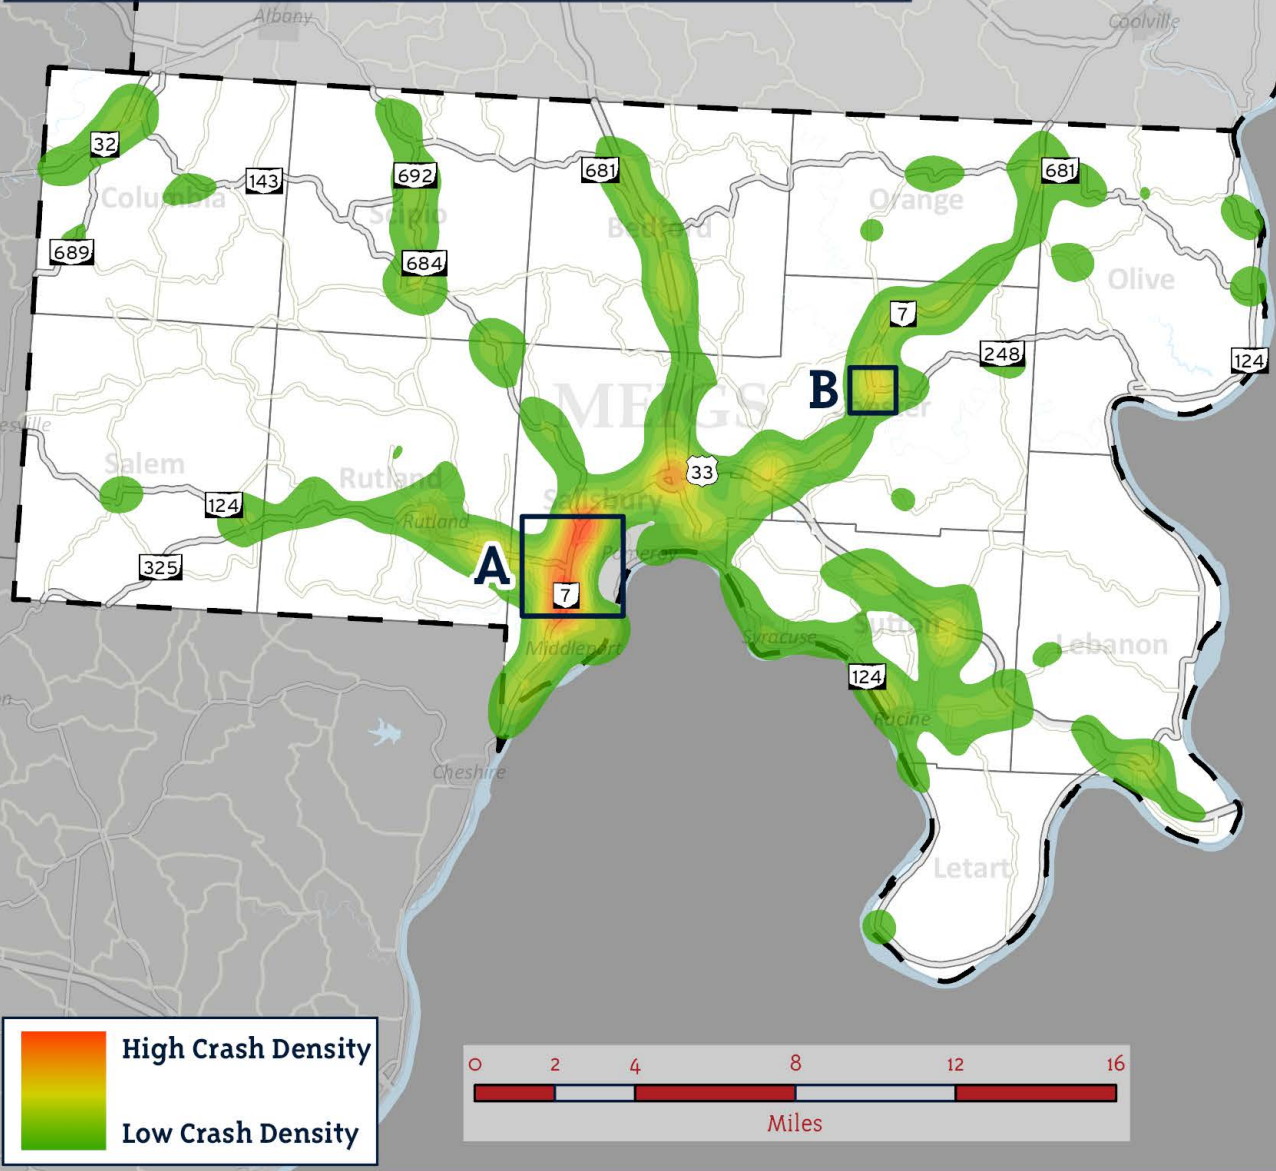 Albany
Coolville
32
681
681
692
143
Columbia
Orange
Scipio
Bedford
689
684
Olive
7
248
124
B
MEIGS
Salem
Rutland
33
124
Salisbury
Rutland
A
Pomeroy
325
7
Middleport
Syracuse
Sutton
Lebanon
124
Racine
Cheshire
Letart
High Crash Density
Low Crash Density
0 2 4 8 12 16
Miles